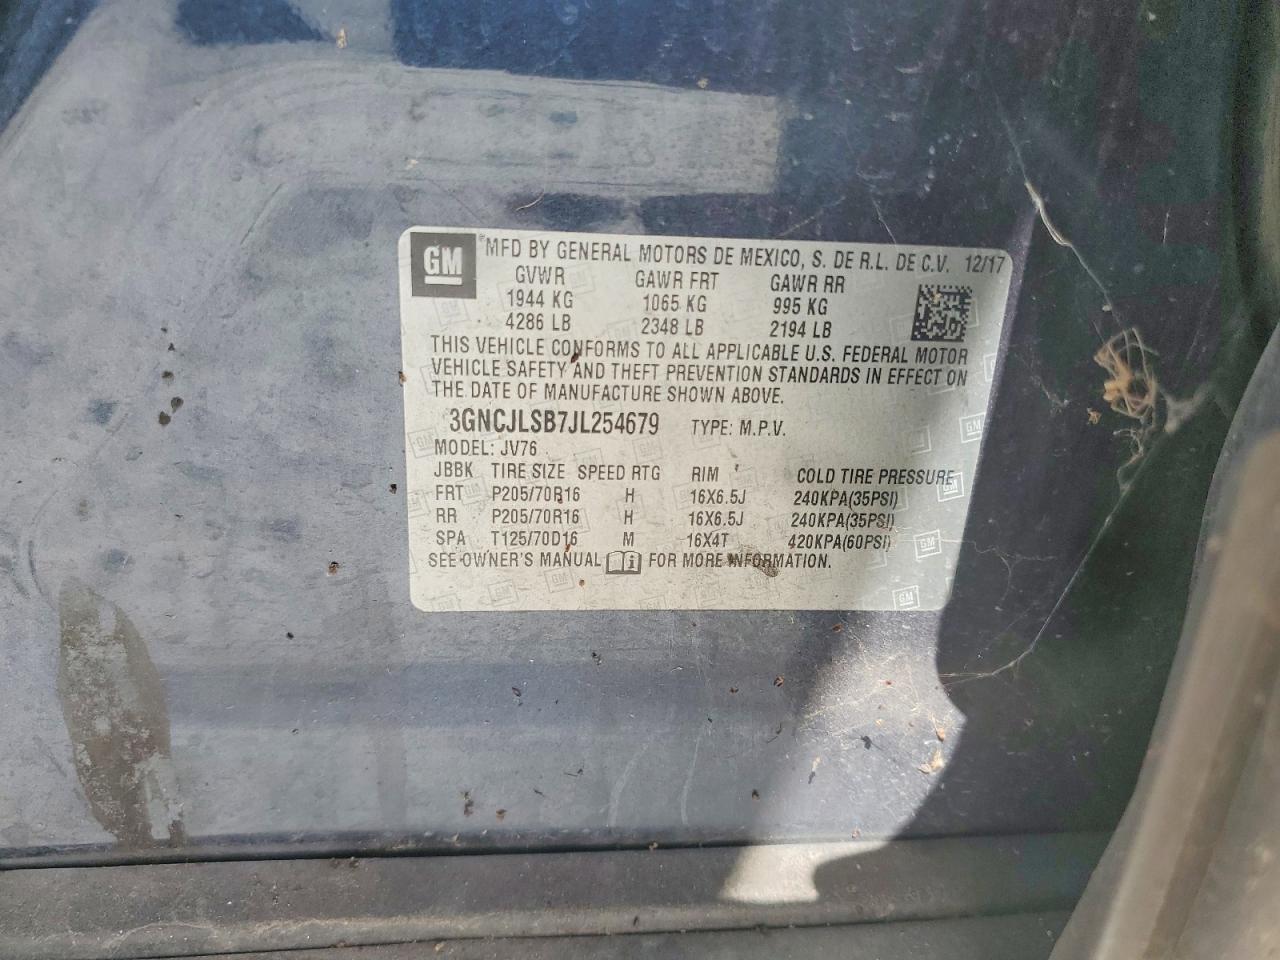 GM ® MFD BY GENERAL MOTORS DE MEXICO, S. DE R.L. DE C.V. 12/17
GVWR GAWR FRT GAWR RR
1944 KG 1065 KG 995 KG
4286 LB 2348 LB 2194 LB
THIS VEHICLE CONFORMS TO ALL APPLICABLE U.S. FEDERAL MOTOR
VEHICLE SAFETY AND THEFT PREVENTION STANDARDS IN EFFECT ON
THE DATE OF MANUFACTURE SHOWN ABOVE.
3GNCJLSB7JL254679 TYPE: M.P.V.
MODEL: JV76
JBBK TIRE SIZE SPEED RTG RIM COLD TIRE PRESSURE
FRT P205/70R16 H 16X6.5J 240KPA(35PSI)
RR P205/70R16 H 16X6.5J 240KPA(35PSI)
SPA T125/70D16 M 16X4T 420KPA(60PSI)
SEE OWNER'S MANUAL FOR MORE INFORMATION.